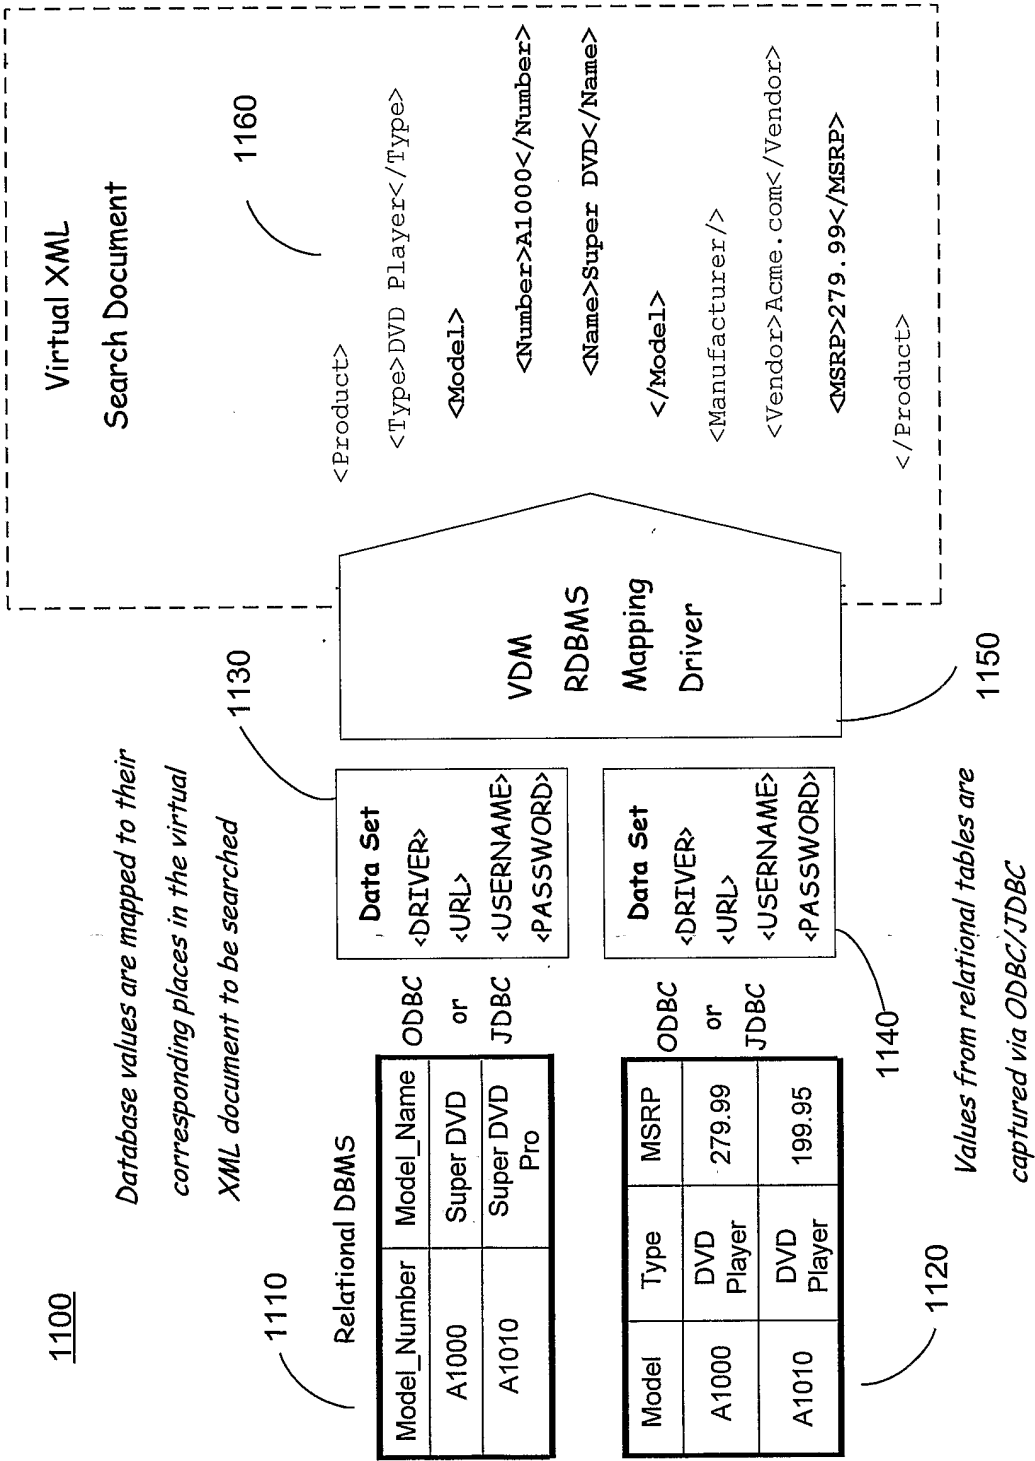 1100
Database values are mapped to their
corresponding places in the virtual
XML document to be searched
Virtual XML
Search Document
1110
1130
1160
Relational DBMS
Model_Number Model_Name
A1000 Super DVD
A1010 Super DVD
Pro
ODBC
or
JDBC
Data Set
<DRIVER>
<URL>
<USERNAME>
<PASSWORD>
Model Type MSRP
A1000 DVD
Player 279.99
A1010 DVD
Player 199.95
ODBC
or
JDBC
Data Set
<DRIVER>
<URL>
<USERNAME>
<PASSWORD>
VDM
RDBMS
Mapping
Driver
<Product>
<Type>DVD Player</Type>
<Model>
<Number>A1000</Number>
<Name>Super DVD</Name>
</Model>
<Manufacturer/>
<Vendor>Acme.com</Vendor>
<MSRP>279.99</MSRP>
</Product>
1120
1140
1150
Values from relational tables are
captured via ODBC/JDBC